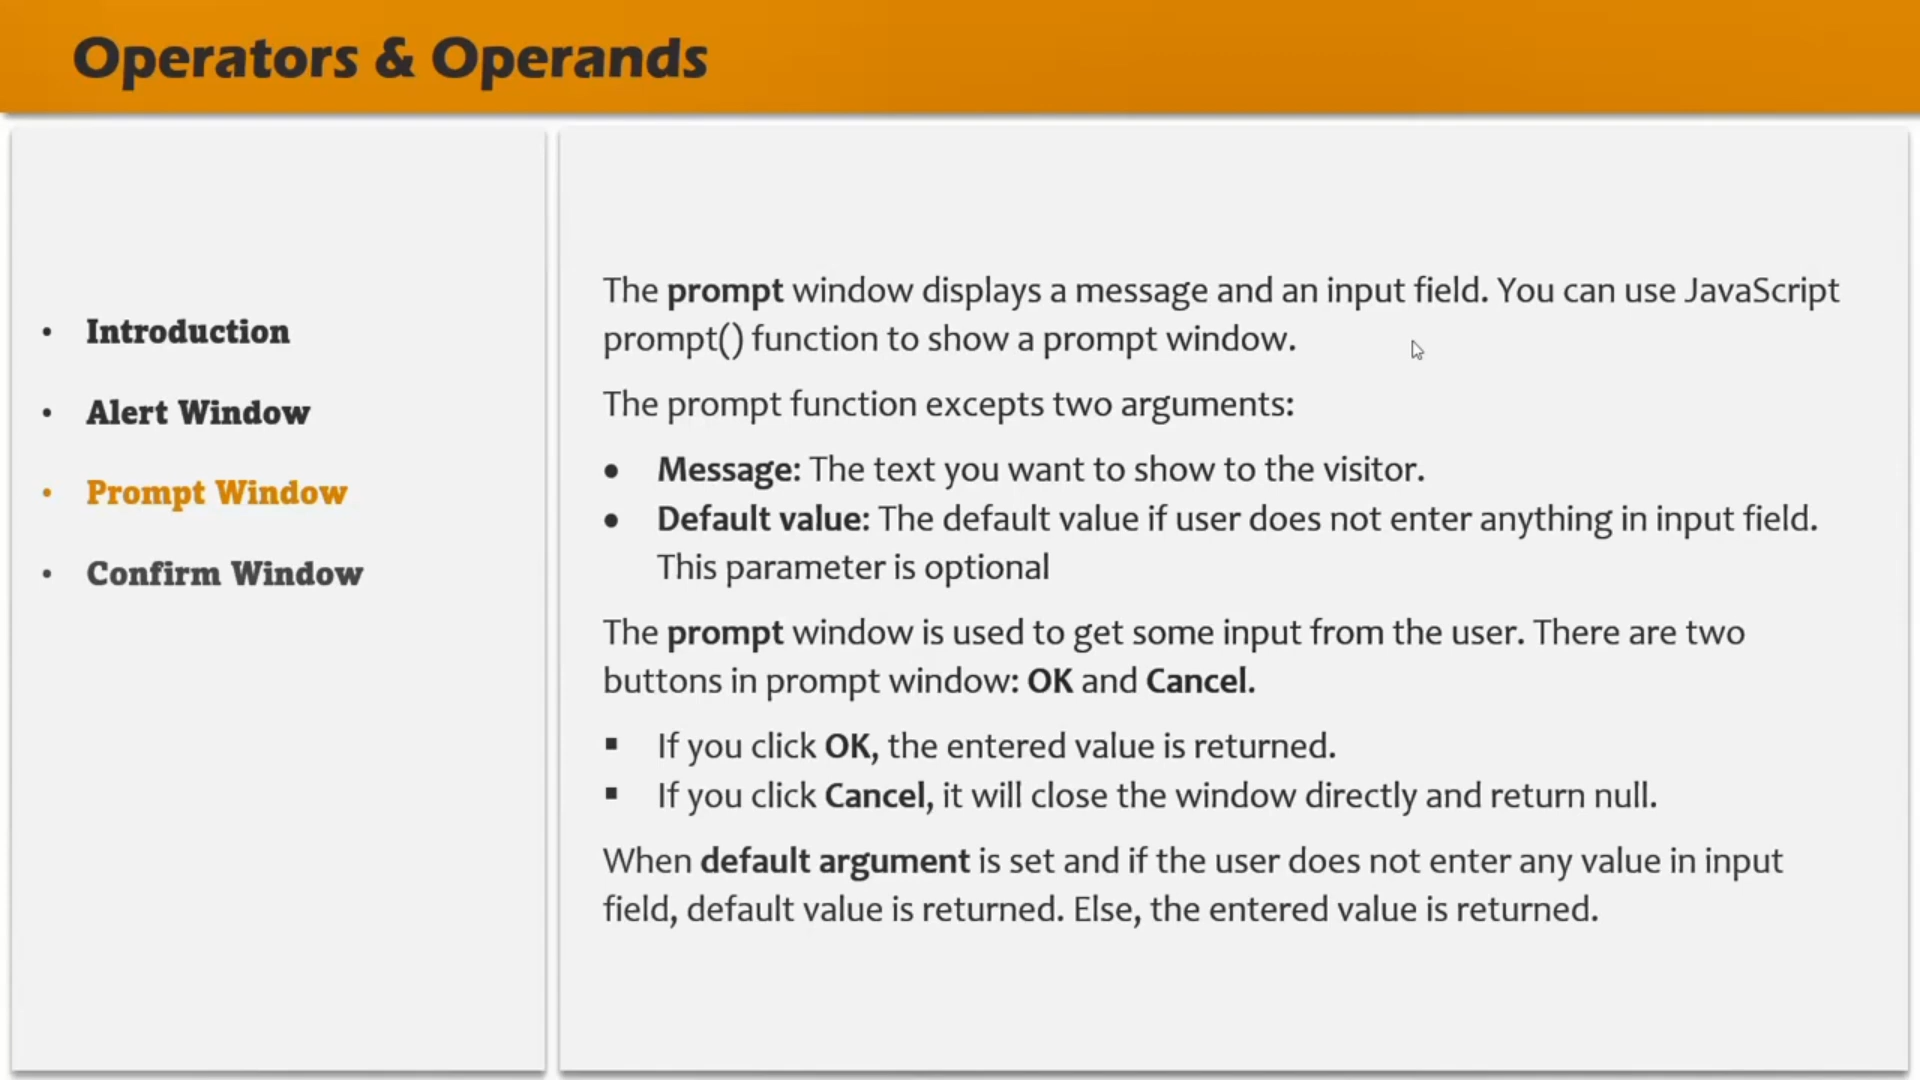 Operators & Operands
• Introduction
• Alert Window
• Prompt Window
• Confirm Window
The prompt window displays a message and an input field. You can use JavaScript
prompt() function to show a prompt window.
The prompt function excepts two arguments:
● Message: The text you want to show to the visitor.
● Default value: The default value if user does not enter anything in input field.
This parameter is optional
The prompt window is used to get some input from the user. There are two
buttons in prompt window: OK and Cancel.
▪ If you click OK, the entered value is returned.
▪ If you click Cancel, it will close the window directly and return null.
When default argument is set and if the user does not enter any value in input
field, default value is returned. Else, the entered value is returned.